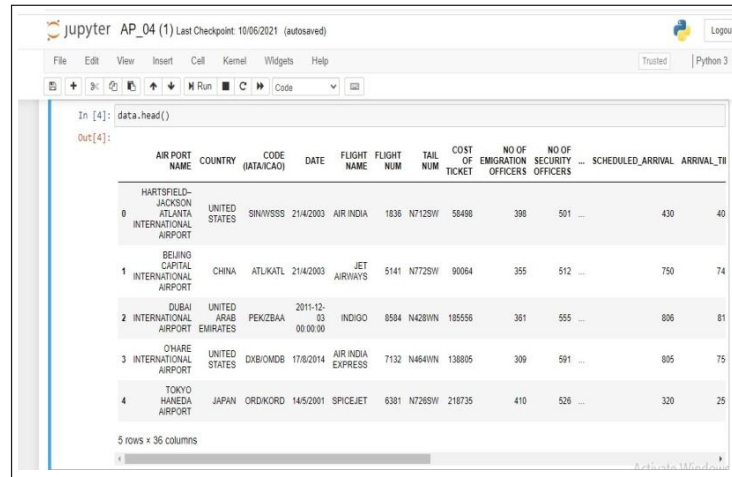 jupyter AP_04 (1) Last Checkpoint: 10/06/2021 (autosaved)
Logou
File Edit View Insert Cell Kernel Widgets Help
Trusted Python 3
Run Code
In [4]: data.head()
Out[4]:
AIR PORT NAME COUNTRY CODE (IATA/ICAO) DATE FLIGHT NAME FLIGHT NUM TAIL NUM COST OF TICKET NO OF EMIGRATION OFFICERS NO OF SECURITY OFFICERS ... SCHEDULED_ARRIVAL ARRIVAL_TII
0 HARTSFIELD–JACKSON ATLANTA INTERNATIONAL AIRPORT UNITED STATES SIN/WSSS 21/4/2003 AIR INDIA 1836 N712SW 58498 398 501 ... 430 40
1 BEIJING CAPITAL INTERNATIONAL AIRPORT CHINA ATL/KATL 21/4/2003 JET AIRWAYS 5141 N772SW 90064 355 512 ... 750 74
2 DUBAI INTERNATIONAL AIRPORT UNITED ARAB EMIRATES PEK/ZBAA 2011-12-03 00:00:00 INDIGO 8584 N428WN 185556 361 555 ... 806 81
3 O'HARE INTERNATIONAL AIRPORT UNITED STATES DXB/OMDB 17/8/2014 AIR INDIA EXPRESS 7132 N464WN 138805 309 591 ... 805 75
4 TOKYO HANEDA AIRPORT JAPAN ORD/KORD 14/5/2001 SPICEJET 6381 N726SW 218735 410 526 ... 320 25
5 rows × 36 columns
Activate Windows